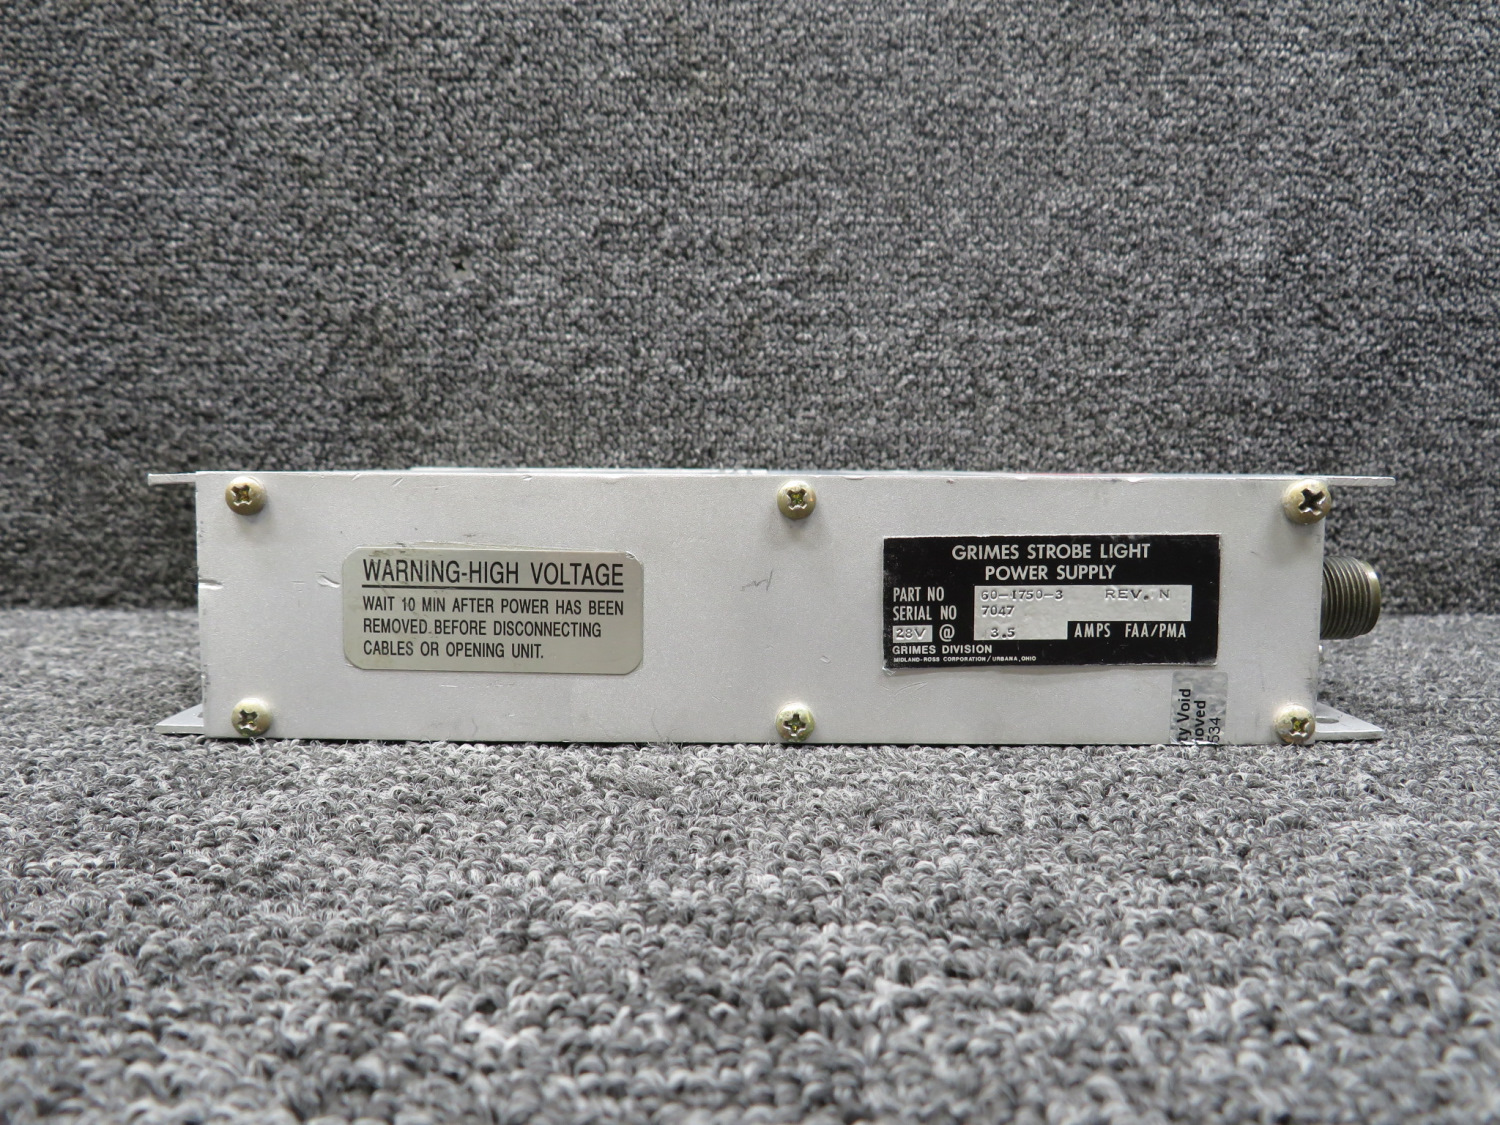 WARNING-HIGH VOLTAGE
WAIT 10 MIN AFTER POWER HAS BEEN
REMOVED BEFORE DISCONNECTING
CABLES OR OPENING UNIT.
GRIMES STROBE LIGHT
POWER SUPPLY
PART NO 60-1750-3 REV. N
SERIAL NO 7047
28V @ 3.5 AMPS FAA/PMA
GRIMES DIVISION
MIDLAND-ROSS CORPORATION/URBANA, OHIO
ty Void
oved
534